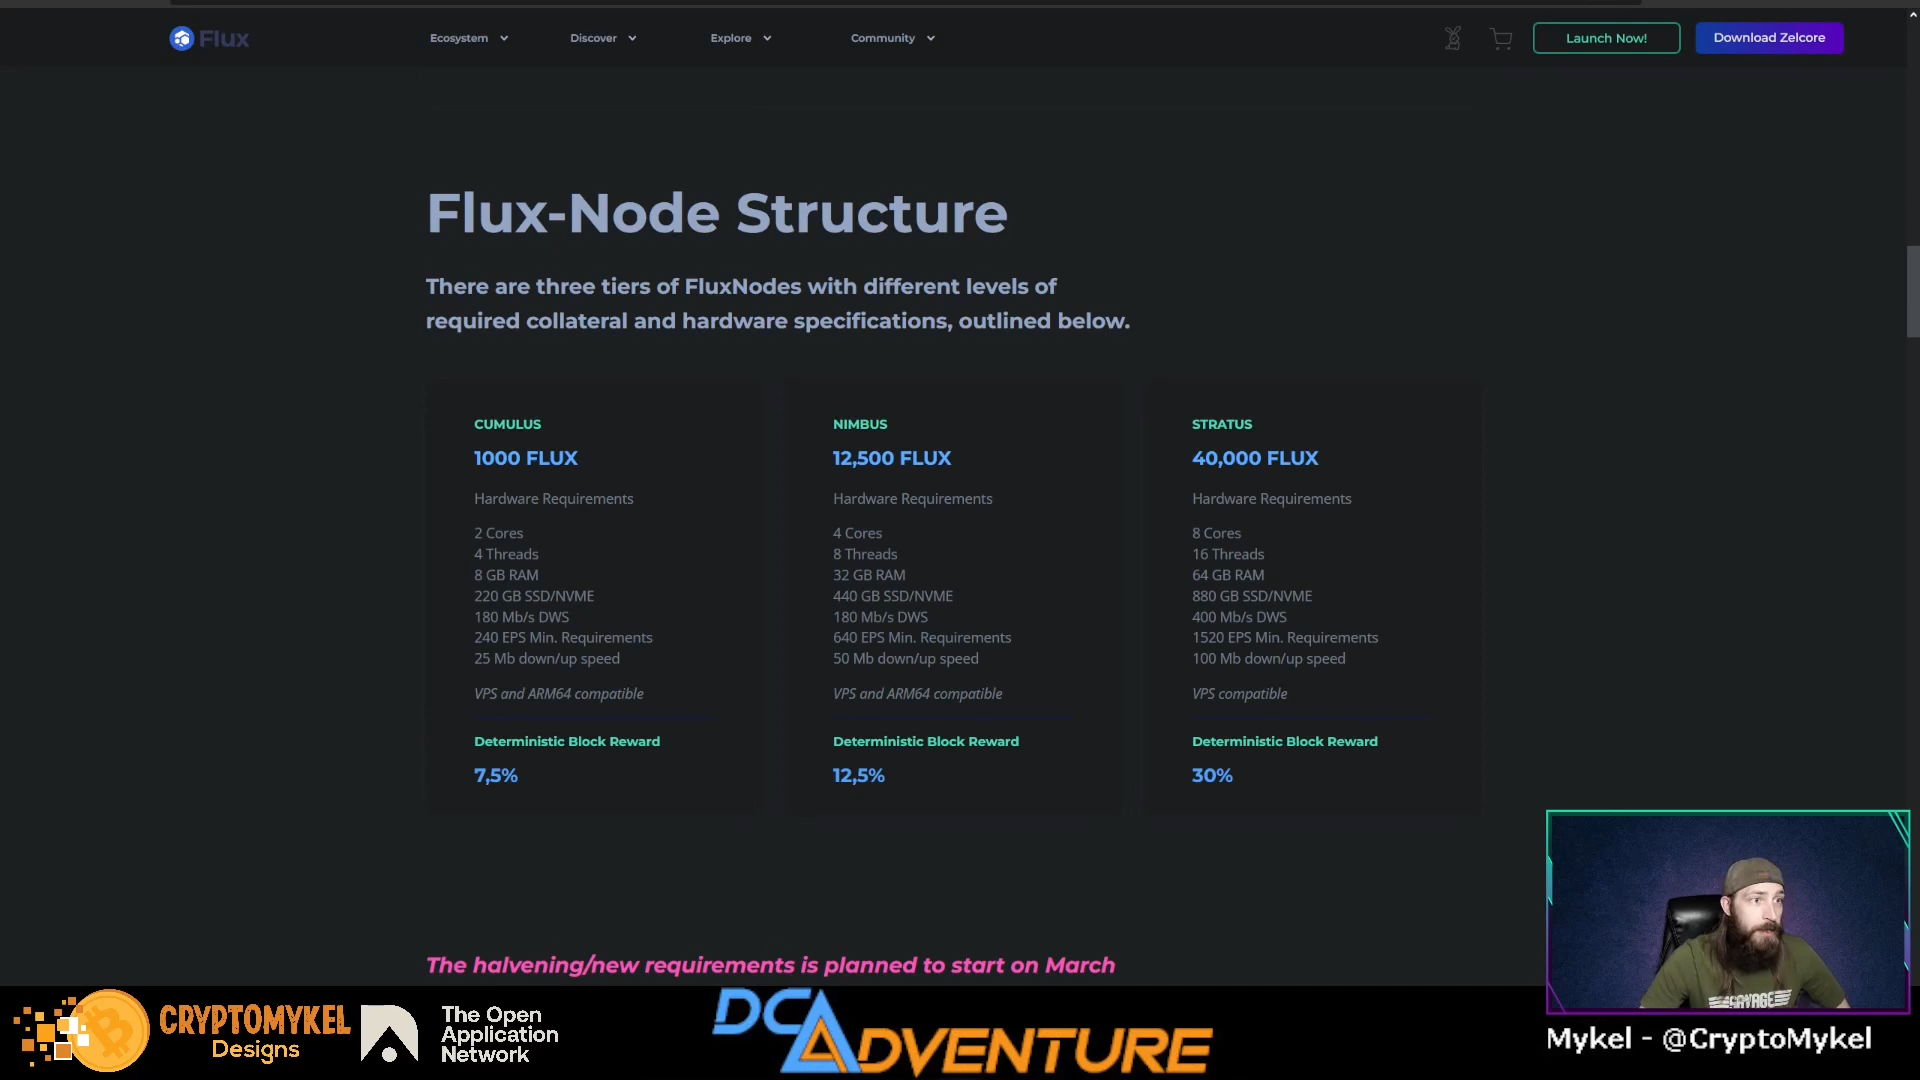 Flux
Ecosystem
Discover
Explore
Community
Launch Now!
Download Zelcore
Flux-Node Structure
There are three tiers of FluxNodes with different levels of
required collateral and hardware specifications, outlined below.
CUMULUS
1000 FLUX
Hardware Requirements
2 Cores
4 Threads
8 GB RAM
220 GB SSD/NVME
180 Mb/s DWS
240 EPS Min. Requirements
25 Mb down/up speed
VPS and ARM64 compatible
Deterministic Block Reward
7,5%
NIMBUS
12,500 FLUX
Hardware Requirements
4 Cores
8 Threads
32 GB RAM
440 GB SSD/NVME
180 Mb/s DWS
640 EPS Min. Requirements
50 Mb down/up speed
VPS and ARM64 compatible
Deterministic Block Reward
12,5%
STRATUS
40,000 FLUX
Hardware Requirements
8 Cores
16 Threads
64 GB RAM
880 GB SSD/NVME
400 Mb/s DWS
1520 EPS Min. Requirements
100 Mb down/up speed
VPS compatible
Deterministic Block Reward
30%
The halvening/new requirements is planned to start on March
CRYPTOMYKEL
Designs
The Open
Application
Network
DCADVENTURE
SAVAGE
Mykel - @CryptoMykel